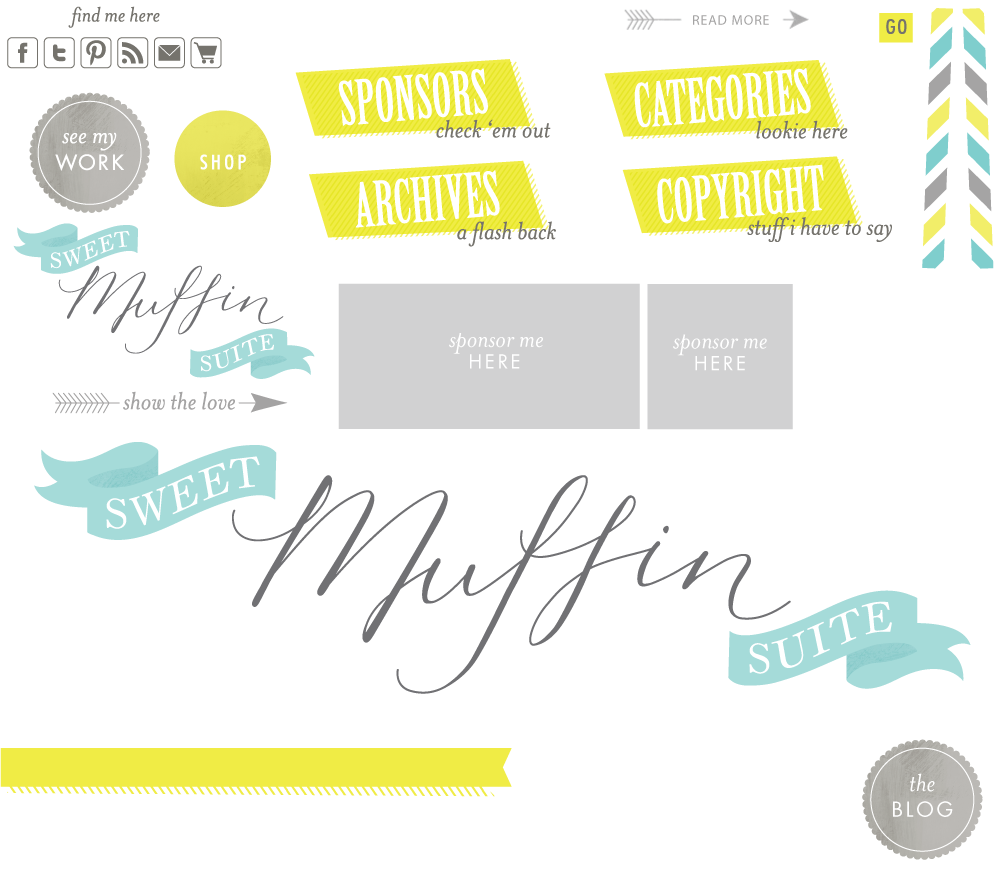 find me here
READ MORE
GO
SPONSORS
check ‘em out
CATEGORIES
lookie here
see my
WORK
SHOP
ARCHIVES
a flash back
COPYRIGHT
stuff i have to say
SWEET
Muffin
SUITE
sponsor me
HERE
sponsor me
HERE
show the love
SWEET
Muffin
SUITE
the
BLOG